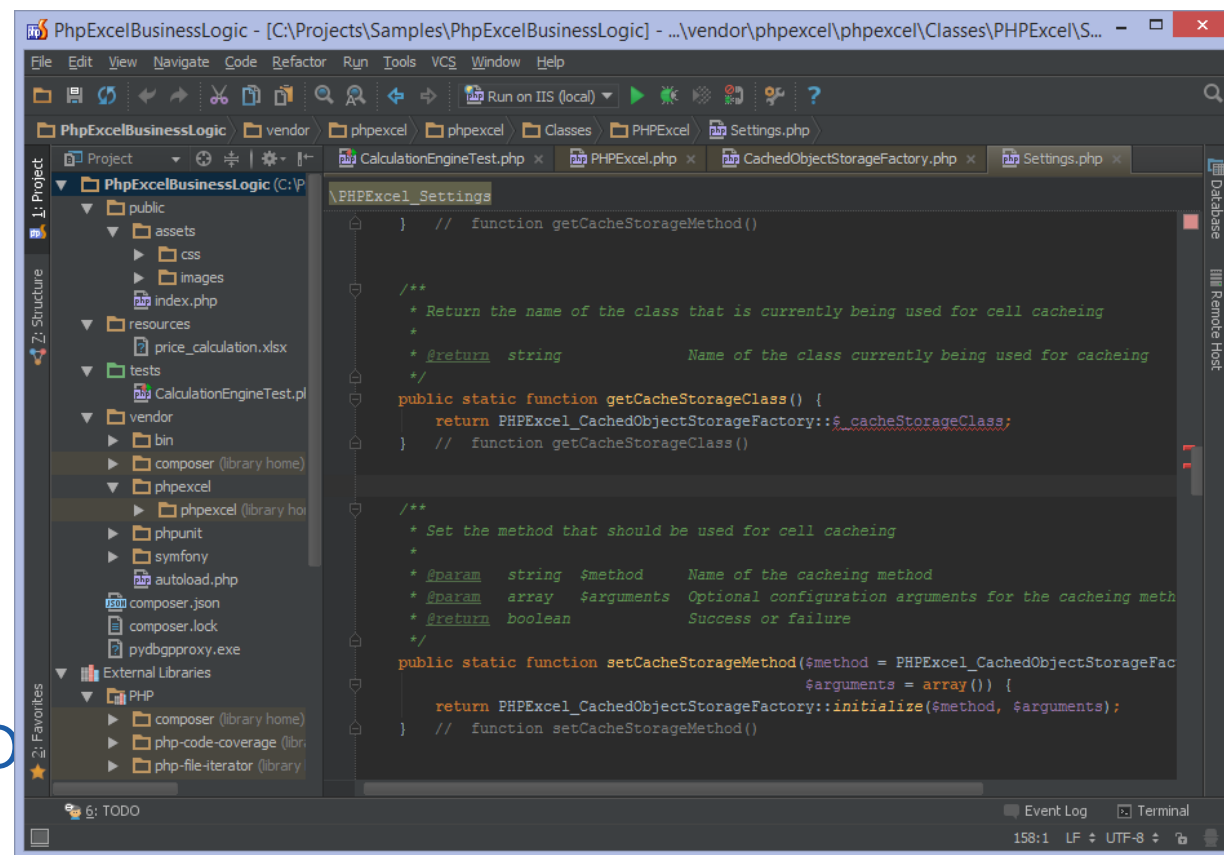 PhpExcelBusinessLogic - [C:\Projects\Samples\PhpExcelBusinessLogic] - ...\vendor\phpexcel\phpexcel\Classes\PHPExcel\S...
File Edit View Navigate Code Refactor Run Tools VCS Window Help
Run on IIS (local)
PhpExcelBusinessLogic vendor phpexcel phpexcel Classes PHPExcel Settings.php
Project
CalculationEngineTest.php PHPExcel.php CachedObjectStorageFactory.php Settings.php
1: Project
Z: Structure
2: Favorites
PhpExcelBusinessLogic (C:\P
public
assets
css
images
index.php
resources
price_calculation.xlsx
tests
CalculationEngineTest.pl
vendor
bin
composer (library home)
phpexcel
phpexcel (library ho
phpunit
symfony
autoload.php
composer.json
composer.lock
pydbgpproxy.exe
External Libraries
PHP
composer (library home)
php-code-coverage (libr
php-file-iterator (library
\PHPExcel_Settings
} // function getCacheStorageMethod()
/**
* Return the name of the class that is currently being used for cell cacheing
*
* @return string Name of the class currently being used for cacheing
*/
public static function getCacheStorageClass() {
return PHPExcel_CachedObjectStorageFactory::$_cacheStorageClass;
} // function getCacheStorageClass()
/**
* Set the method that should be used for cell cacheing
*
* @param string $method Name of the cacheing method
* @param array $arguments Optional configuration arguments for the cacheing meth
* @return boolean Success or failure
*/
public static function setCacheStorageMethod($method = PHPExcel_CachedObjectStorageFac
$arguments = array()) {
return PHPExcel_CachedObjectStorageFactory::initialize($method, $arguments);
} // function setCacheStorageMethod()
Database
Remote Host
6: TODO
Event Log Terminal
158:1 LF UTF-8